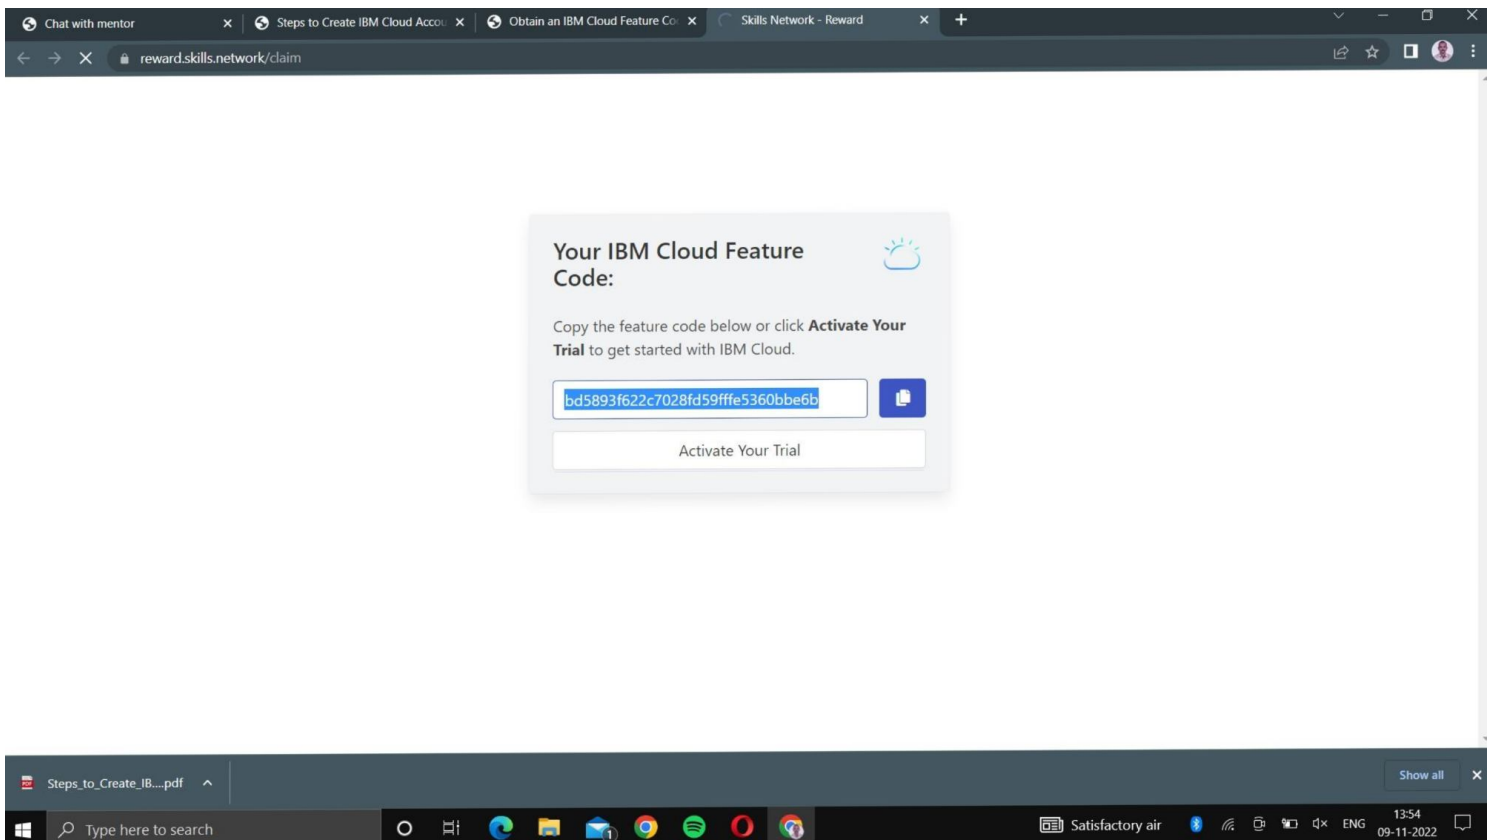 Chat with mentor
Steps to Create IBM Cloud Accou
Obtain an IBM Cloud Feature Co
Skills Network - Reward
reward.skills.network/claim
Your IBM Cloud Feature
Code:
Copy the feature code below or click Activate Your
Trial to get started with IBM Cloud.
bd5893f622c7028fd59fffe5360bbe6b
Activate Your Trial
Steps_to_Create_IB....pdf
Show all
Type here to search
1
Satisfactory air
ENG
13:54
09-11-2022